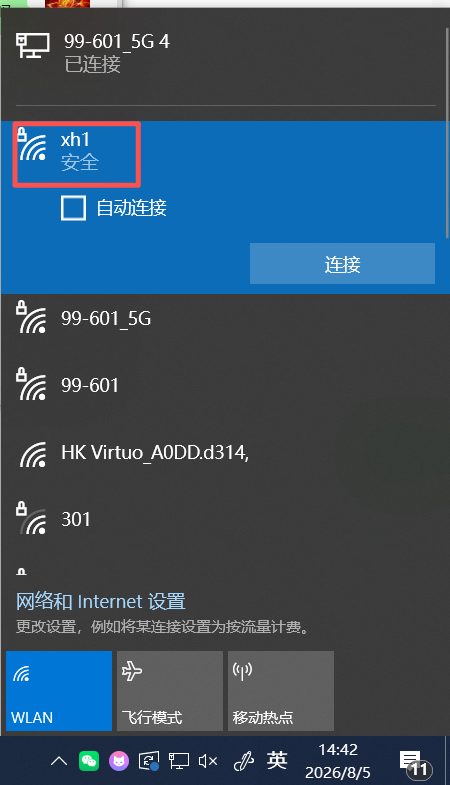 99-601_5G 4
已连接
xh1
安全
自动连接
连接
99-601_5G
99-601
HK Virtuo_A0DD.d314,
301
网络和 Internet 设置
更改设置，例如将某连接设置为按流量计费。
WLAN
飞行模式
移动热点
英
14:42
2026/8/5
11